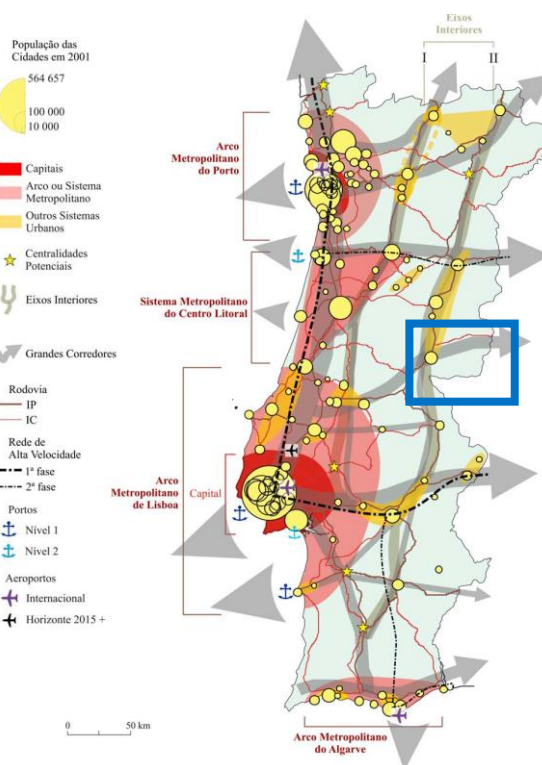 População das
Cidades em 2001
564 657
100 000
10 000
Capitais
Arco ou Sistema
Metropolitano
Outros Sistemas
Urbanos
Centralidades
Potenciais
Eixos Interiores
Grandes Corredores
Rodovia
IP
IC
Rede de
Alta Velocidade
1ª fase
2ª fase
Portos
Nível 1
Nível 2
Aeroportos
Internacional
Horizonte 2015 +
0 50 km
Eixos
Interiores
I II
Arco
Metropolitano
do Porto
Sistema Metropolitano
do Centro Litoral
Arco
Metropolitano
de Lisboa
Capital
Arco Metropolitano
do Algarve